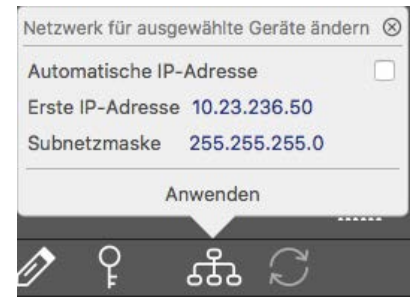 Netzwerk für ausgewählte Geräte ändern
Automatische IP-Adresse
Erste IP-Adresse 10.23.236.50
Subnetzmaske 255.255.255.0
Anwenden